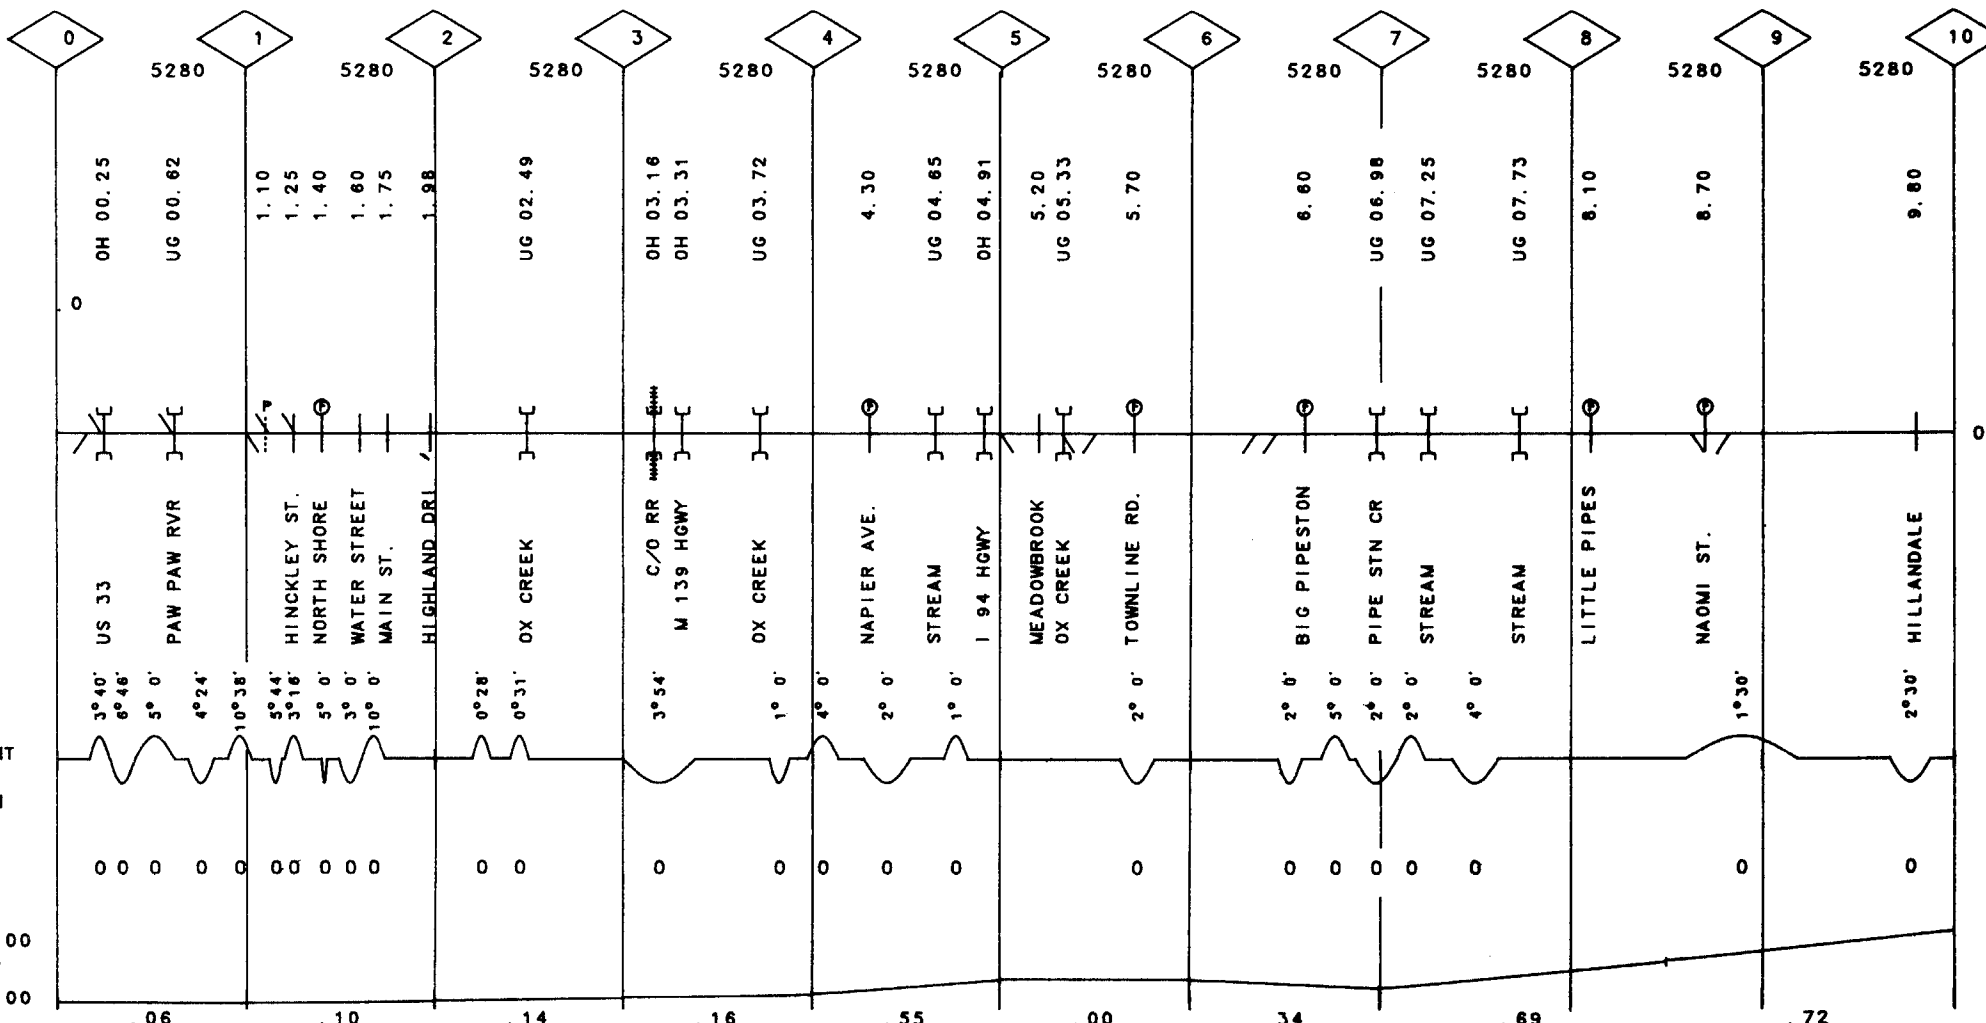 0 1 2 3 4 5 6 7 8 9 10
5280 5280 5280 5280 5280 5280 5280 5280 5280 5280
OH 00.25
UG 00.62
1.10
1.25
1.40
1.60
1.75
1.98
UG 02.49
OH 03.16
OH 03.31
UG 03.72
4.30
UG 04.65
OH 04.91
5.20
UG 05.33
5.70
6.60
UG 06.98
UG 07.25
UG 07.73
8.10
8.70
9.80
0
P
0
US 33
PAW PAW RVR
HINCKLEY ST.
NORTH SHORE
WATER STREET
MAIN ST.
HIGHLAND DRI
OX CREEK
C/O RR
M 139 HGWY
OX CREEK
NAPIER AVE.
STREAM
I 94 HGWY
MEADOWBROOK
OX CREEK
TOWNLINE RD.
BIG PIPESTON
PIPE STN CR
STREAM
STREAM
LITTLE PIPES
NAOMI ST.
HILLANDALE
3°40'
6°46'
5° 0'
4°24'
10°38'
5°44'
3°16'
5° 0'
3° 0'
10° 0'
0°28'
0°31'
3°54'
1° 0'
4° 0'
2° 0'
1° 0'
2° 0'
2° 0'
5° 0'
2° 0'
2° 0'
4° 0'
1°30'
2°30'
0 0 0 0 0 0 0 0 0 0 0 0 0 0 0 0 0 0 0 0 0 0 0 0 0
00
00
.06 .10 .14 .16 .55 .00 .34 .69 .72